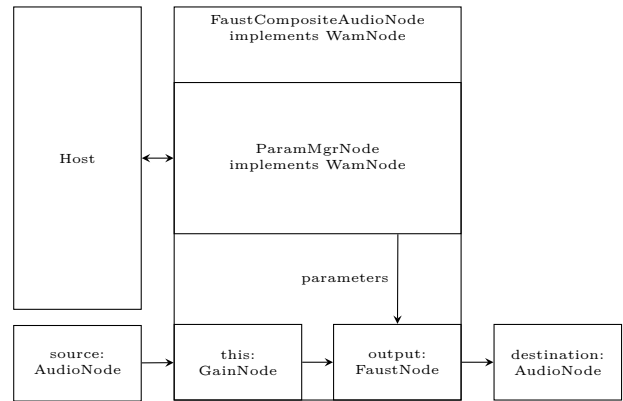 FaustCompositeAudioNode
implements WamNode
Host
ParamMgrNode
implements WamNode
parameters
source:
AudioNode
this:
GainNode
output:
FaustNode
destination:
AudioNode